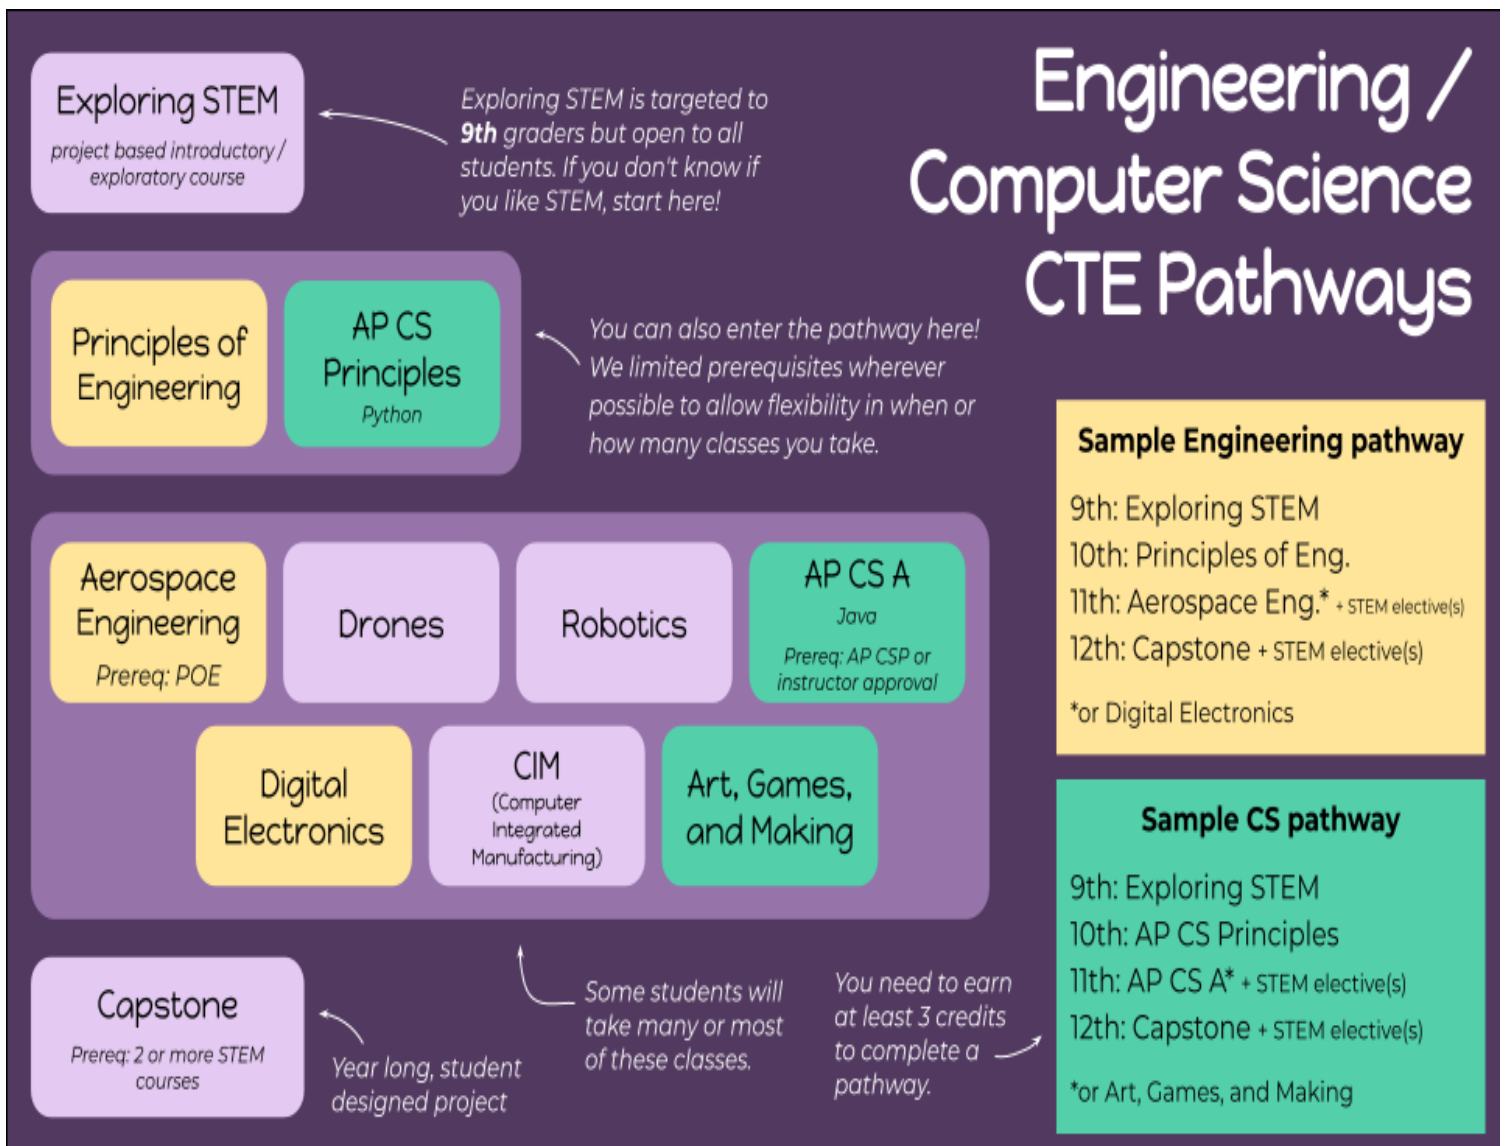 Engineering /
Computer Science
CTE Pathways
Exploring STEM
project based introductory /
exploratory course
Exploring STEM is targeted to
9th graders but open to all
students. If you don't know if
you like STEM, start here!
Principles of
Engineering
AP CS
Principles
Python
You can also enter the pathway here!
We limited prerequisites wherever
possible to allow flexibility in when or
how many classes you take.
Aerospace
Engineering
Prereq: POE
Drones
Robotics
AP CS A
Java
Prereq: AP CSP or
instructor approval
Digital
Electronics
CIM
(Computer
Integrated
Manufacturing)
Art, Games,
and Making
Capstone
Prereq: 2 or more STEM
courses
Year long, student
designed project
Some students will
take many or most
of these classes.
You need to earn
at least 3 credits
to complete a
pathway.
Sample Engineering pathway
9th: Exploring STEM
10th: Principles of Eng.
11th: Aerospace Eng.* + STEM elective(s)
12th: Capstone + STEM elective(s)
*or Digital Electronics
Sample CS pathway
9th: Exploring STEM
10th: AP CS Principles
11th: AP CS A* + STEM elective(s)
12th: Capstone + STEM elective(s)
*or Art, Games, and Making